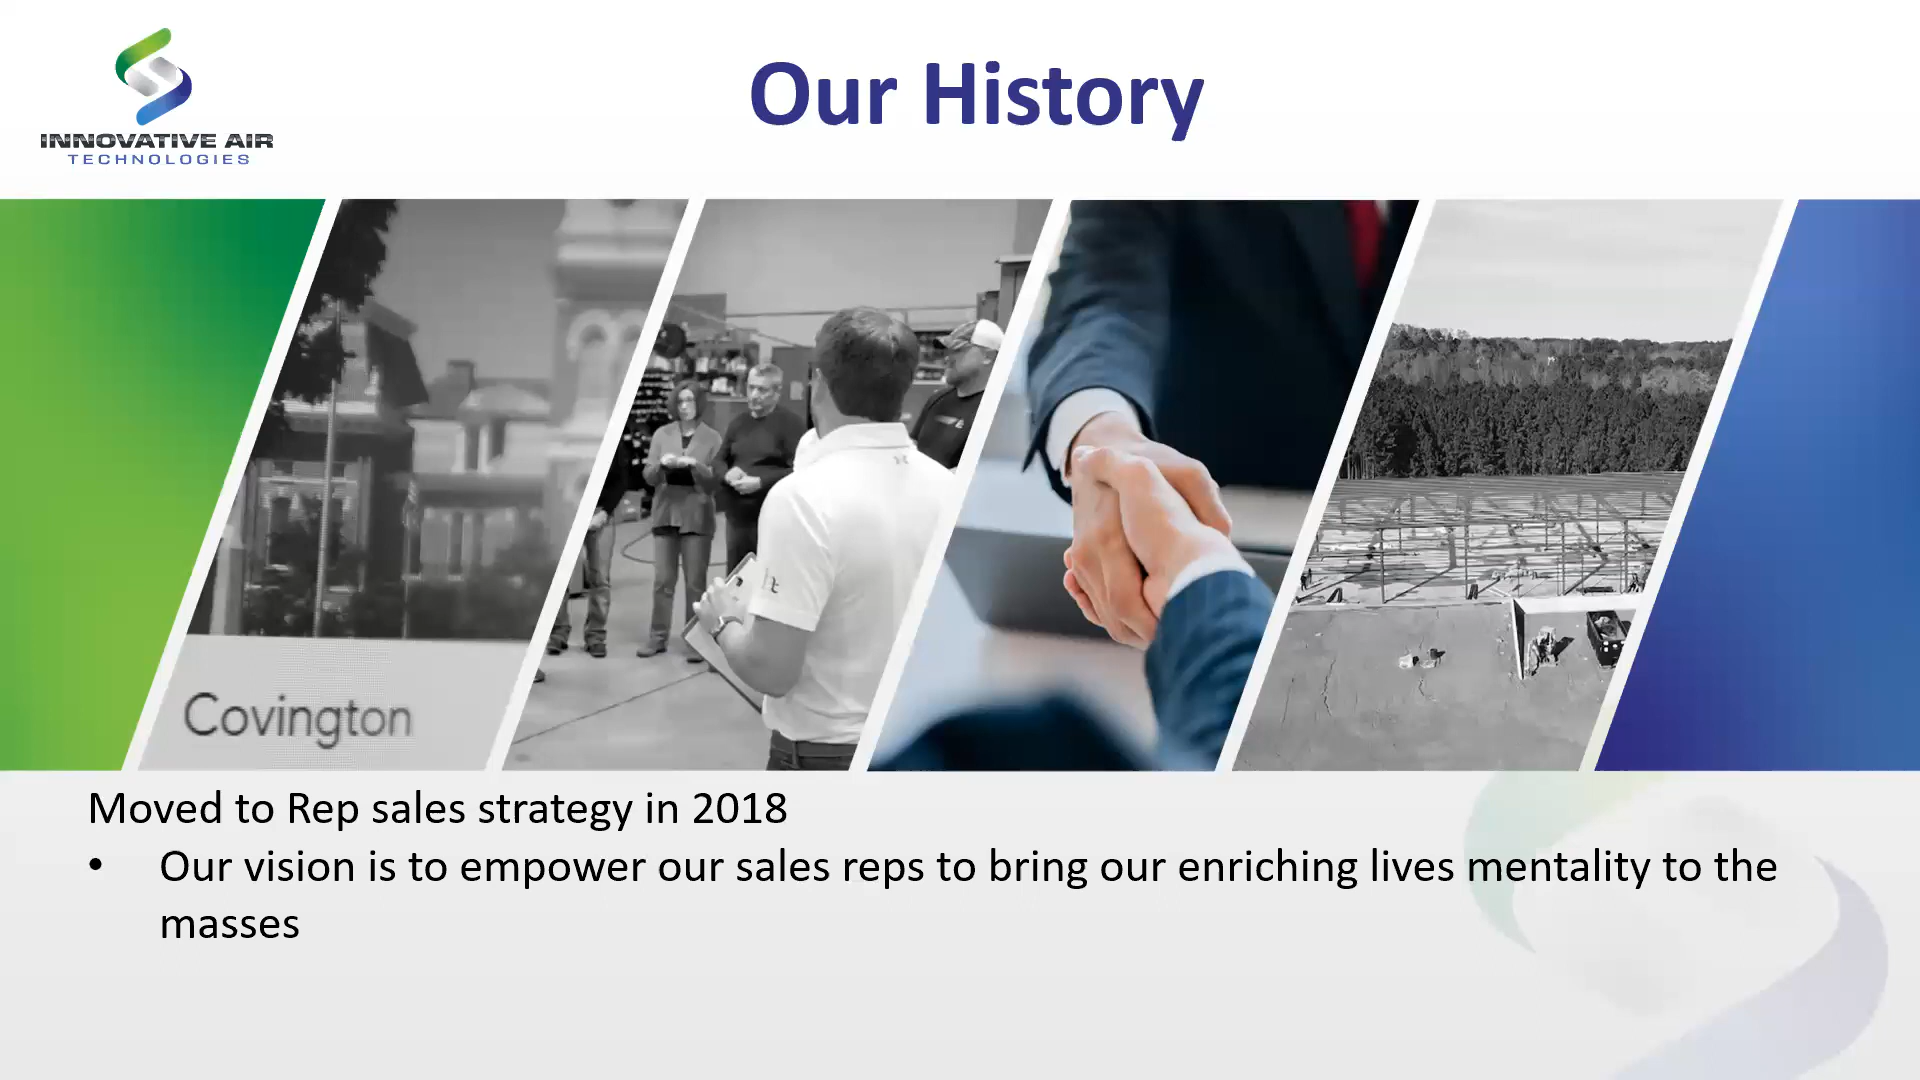 INNOVATIVE AIR
TECHNOLOGIES
Our History
Covington
Moved to Rep sales strategy in 2018
• Our vision is to empower our sales reps to bring our enriching lives mentality to the
masses